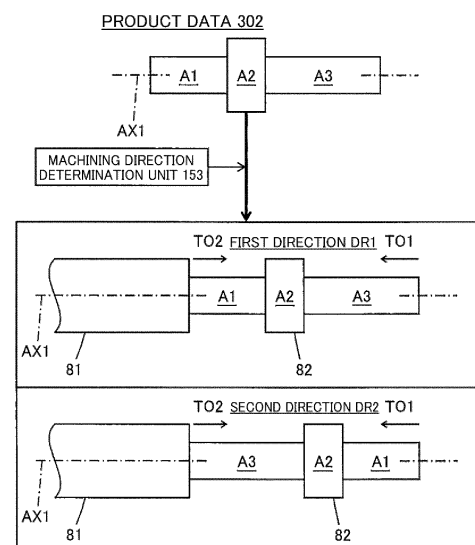 PRODUCT DATA 302
A1 A2 A3
AX1
MACHINING DIRECTION
DETERMINATION UNIT 153
TO2 FIRST DIRECTION DR1 TO1
A1 A2 A3
AX1
81 82
TO2 SECOND DIRECTION DR2 TO1
A3 A2 A1
AX1
81 82